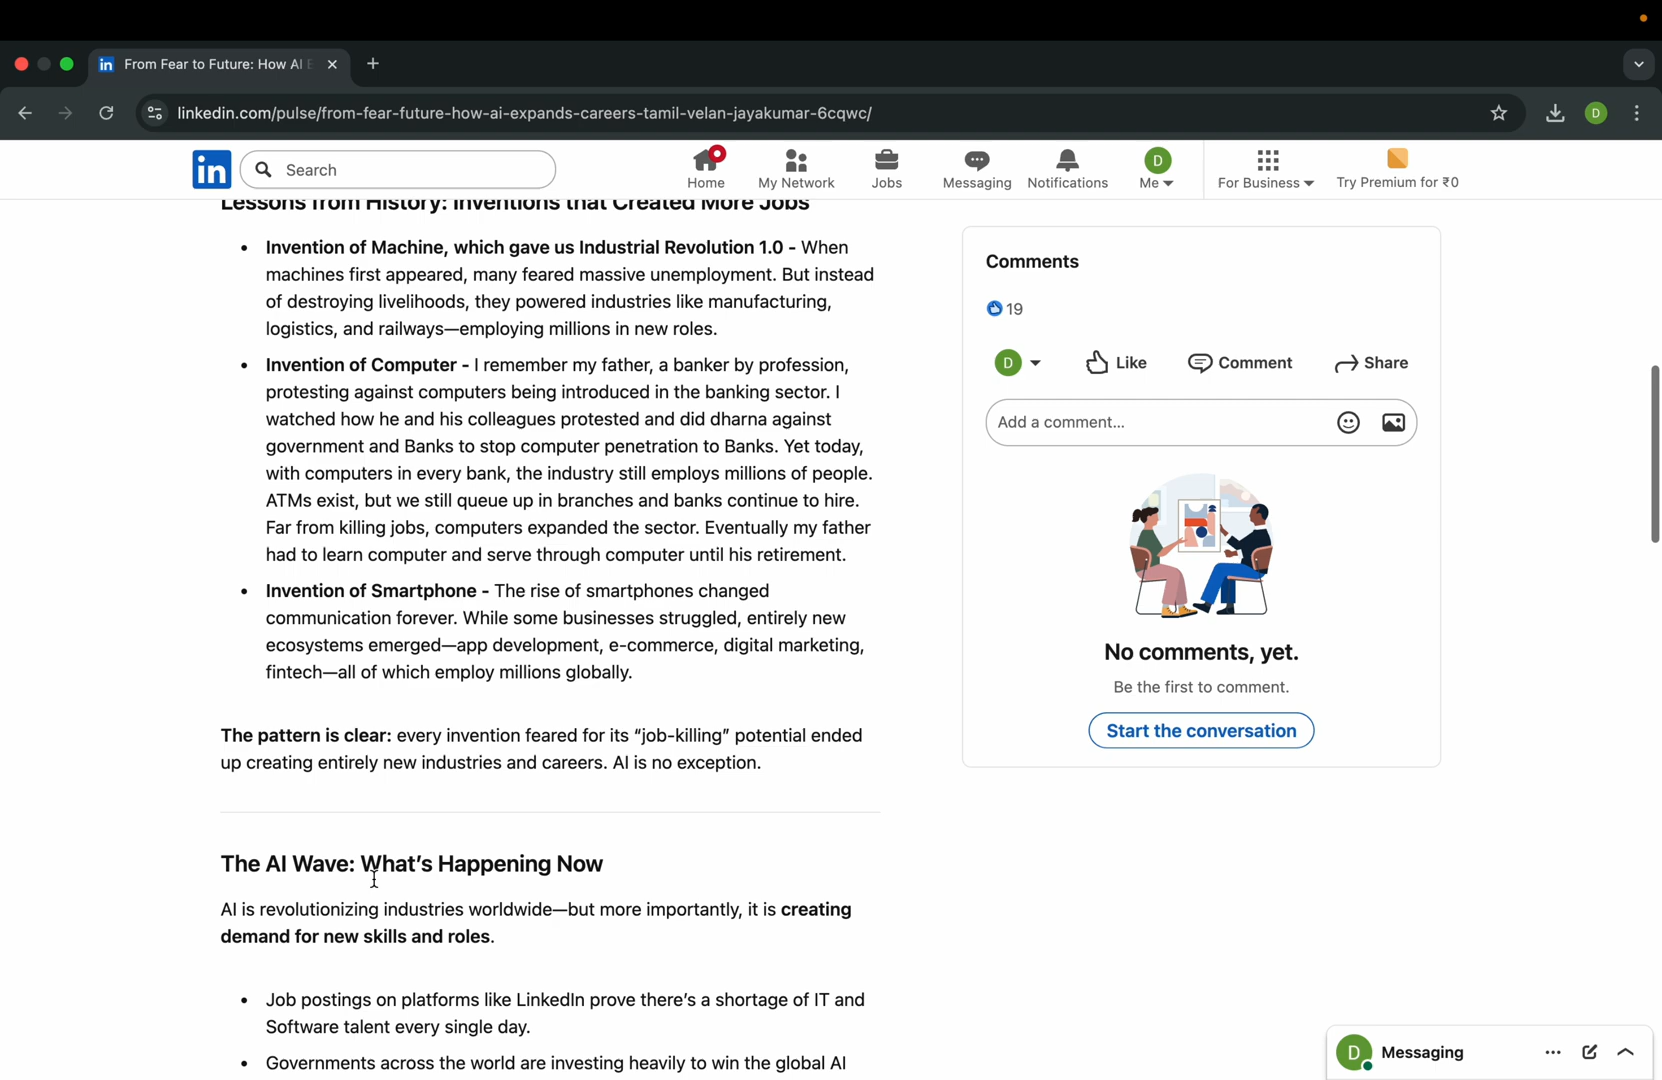 in From Fear to Future: How AI
linkedin.com/pulse/from-fear-future-how-ai-expands-careers-tamil-velan-jayakumar-6cqwc/
D
in
Search
Home
My Network
Jobs
Messaging
Notifications
D
Me
For Business
Try Premium for ₹0
Lessons from History: Inventions that Created More Jobs
• Invention of Machine, which gave us Industrial Revolution 1.0 - When
machines first appeared, many feared massive unemployment. But instead
of destroying livelihoods, they powered industries like manufacturing,
logistics, and railways—employing millions in new roles.
• Invention of Computer - I remember my father, a banker by profession,
protesting against computers being introduced in the banking sector. I
watched how he and his colleagues protested and did dharna against
government and Banks to stop computer penetration to Banks. Yet today,
with computers in every bank, the industry still employs millions of people.
ATMs exist, but we still queue up in branches and banks continue to hire.
Far from killing jobs, computers expanded the sector. Eventually my father
had to learn computer and serve through computer until his retirement.
• Invention of Smartphone - The rise of smartphones changed
communication forever. While some businesses struggled, entirely new
ecosystems emerged—app development, e-commerce, digital marketing,
fintech—all of which employ millions globally.
The pattern is clear: every invention feared for its “job-killing” potential ended
up creating entirely new industries and careers. AI is no exception.
The AI Wave: What’s Happening Now
AI is revolutionizing industries worldwide—but more importantly, it is creating
demand for new skills and roles.
• Job postings on platforms like LinkedIn prove there’s a shortage of IT and
Software talent every single day.
• Governments across the world are investing heavily to win the global AI
Comments
19
D
Like
Comment
Share
Add a comment...
No comments, yet.
Be the first to comment.
Start the conversation
D
Messaging